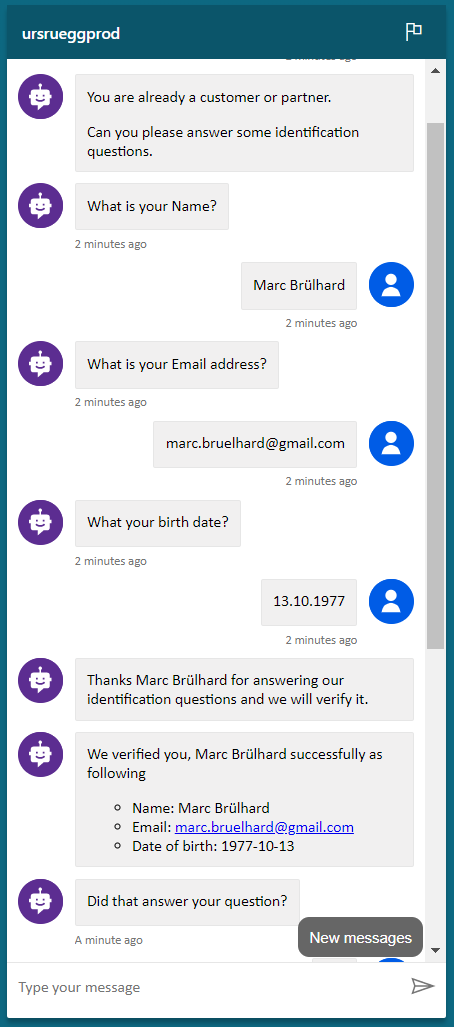 ursrueggprod
2 minutes ago
You are already a customer or partner.
Can you please answer some identification
questions.
What is your Name?
2 minutes ago
Marc Brülhard
2 minutes ago
What is your Email address?
2 minutes ago
marc.bruelhard@gmail.com
2 minutes ago
What your birth date?
2 minutes ago
13.10.1977
2 minutes ago
Thanks Marc Brülhard for answering our
identification questions and we will verify it.
We verified you, Marc Brülhard successfully as
following
Name: Marc Brülhard
Email: marc.bruelhard@gmail.com
Date of birth: 1977-10-13
Did that answer your question?
A minute ago
New messages
Type your message